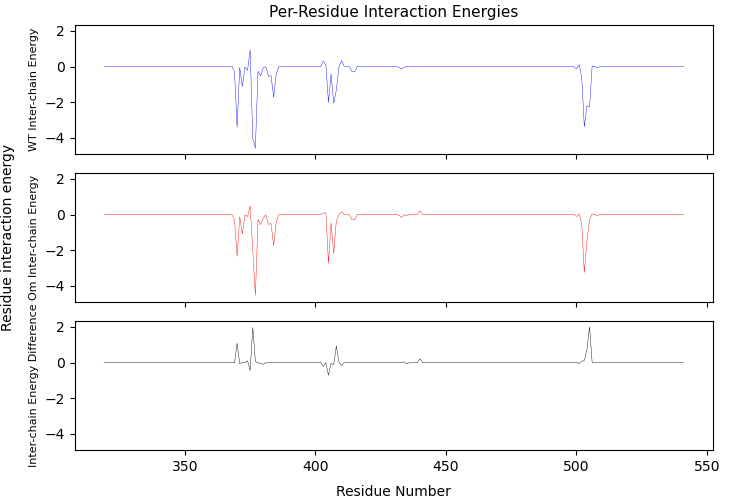 Per-Residue Interaction Energies
Residue interaction energy
WT Inter-chain Energy
2
0
−2
−4
Om Inter-chain Energy
2
0
−2
−4
Inter-chain Energy Difference
2
0
−2
−4
350
400
450
500
550
Residue Number